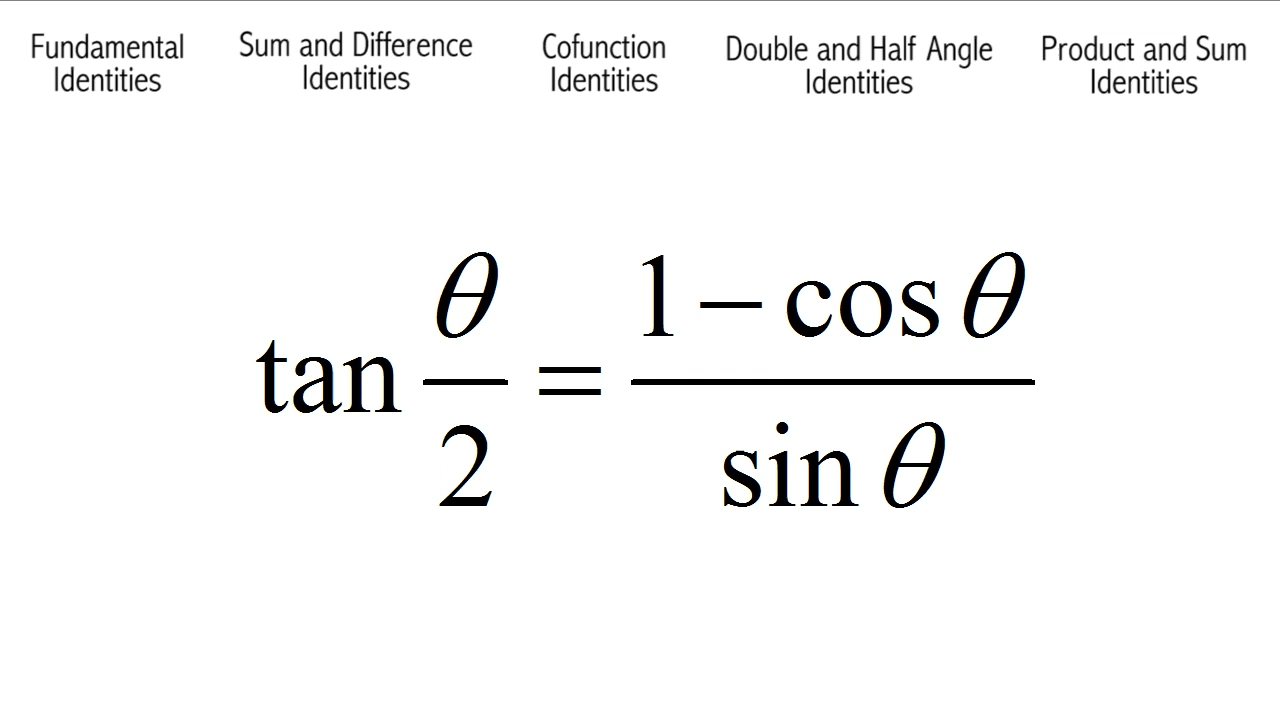 Fundamental Identities
Sum and Difference Identities
Cofunction Identities
Double and Half Angle Identities
Product and Sum Identities
tan θ/2 = (1 − cos θ)/(sin θ)